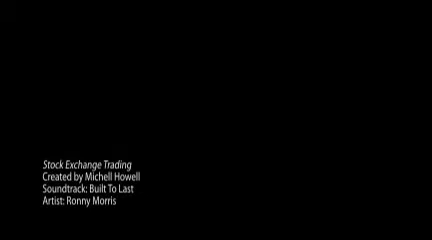 Stock Exchange Trading
Created by Michell Howell
Soundtrack: Built To Last
Artist: Ronny Morris